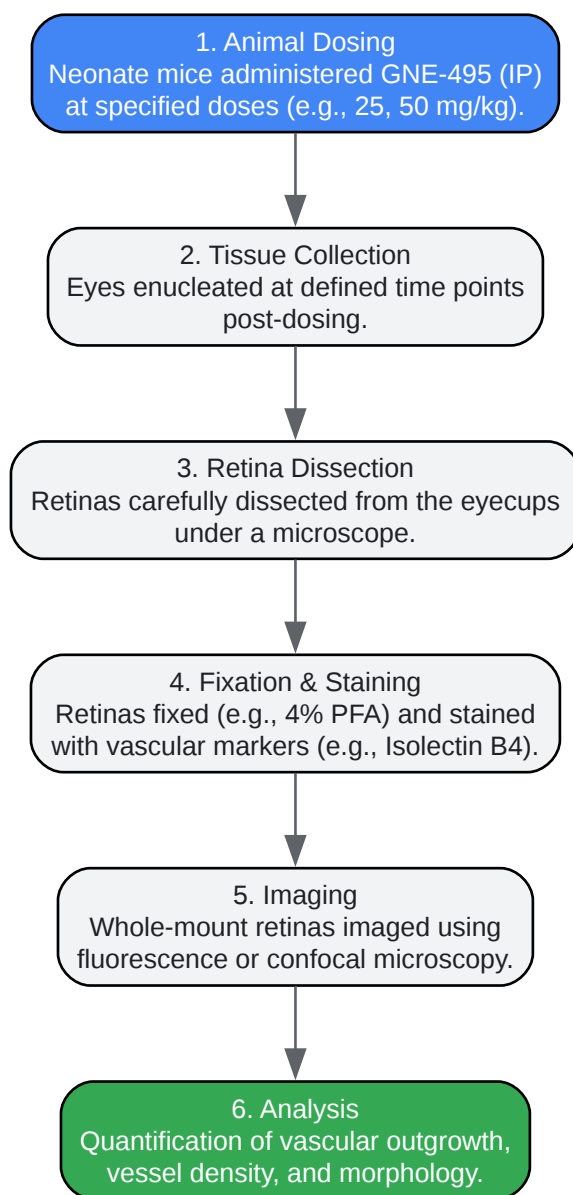 1. Animal Dosing
Neonate mice administered GNE-495 (IP)
at specified doses (e.g., 25, 50 mg/kg).
2. Tissue Collection
Eyes enucleated at defined time points
post-dosing.
3. Retina Dissection
Retinas carefully dissected from the eyecups
under a microscope.
4. Fixation & Staining
Retinas fixed (e.g., 4% PFA) and stained
with vascular markers (e.g., Isolectin B4).
5. Imaging
Whole-mount retinas imaged using
fluorescence or confocal microscopy.
6. Analysis
Quantification of vascular outgrowth,
vessel density, and morphology.